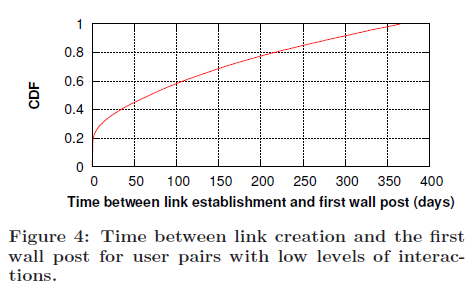 1
0.8
0.6
0.4
0.2
0
CDF
0 50 100 150 200 250 300 350 400
Time between link establishment and first wall post (days)
Figure 4: Time between link creation and the first
wall post for user pairs with low levels of interac-
tions.